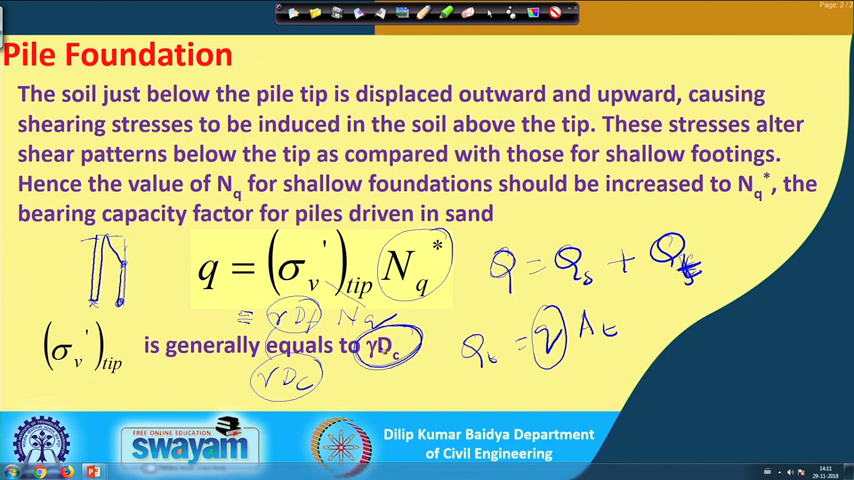 Page: 2 / 2
Pile Foundation
The soil just below the pile tip is displaced outward and upward, causing
shearing stresses to be induced in the soil above the tip. These stresses alter
shear patterns below the tip as compared with those for shallow footings.
Hence the value of Nq for shallow foundations should be increased to Nq*, the
bearing capacity factor for piles driven in sand
q = (σv')tip Nq*
Q = Qs + Qt
= γDf Nq
(σv')tip is generally equals to γDc
Qt = q At
γDc
FREE ONLINE EDUCATION
swayam
Dilip Kumar Baidya Department
of Civil Engineering
14:11
29-11-2018